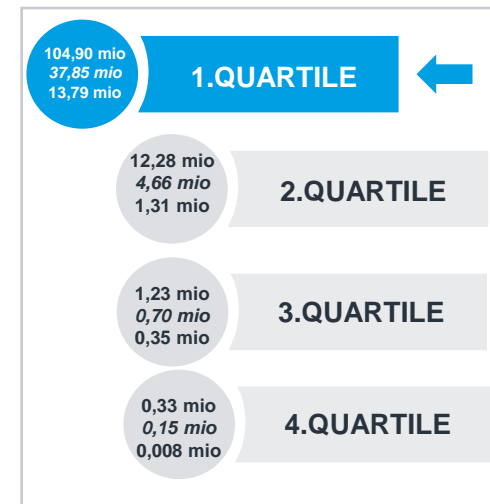 104,90 mio
37,85 mio
13,79 mio
1.QUARTILE
12,28 mio
4,66 mio
1,31 mio
2.QUARTILE
1,23 mio
0,70 mio
0,35 mio
3.QUARTILE
0,33 mio
0,15 mio
0,008 mio
4.QUARTILE